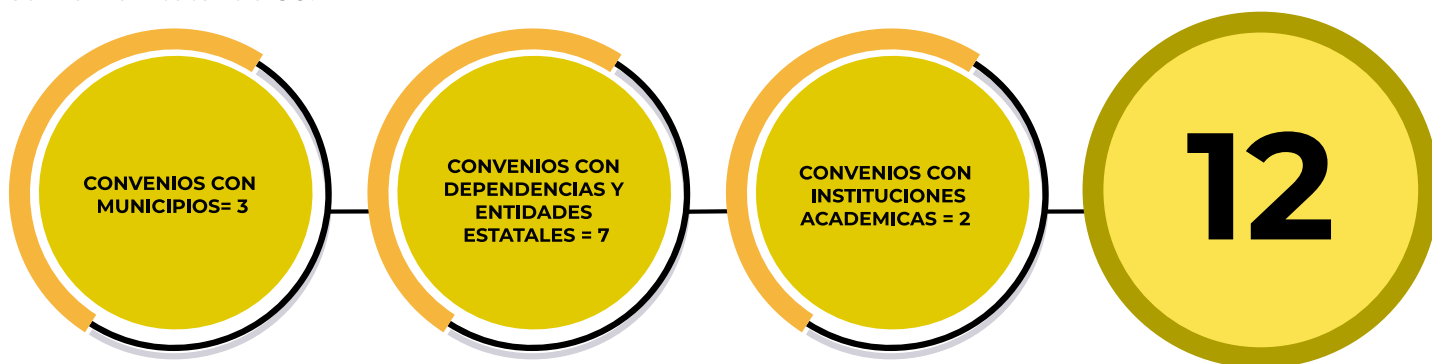 CONVENIOS CON
MUNICIPIOS= 3
CONVENIOS CON
DEPENDENCIAS Y
ENTIDADES
ESTATALES = 7
CONVENIOS CON
INSTITUCIONES
ACADEMICAS = 2
12